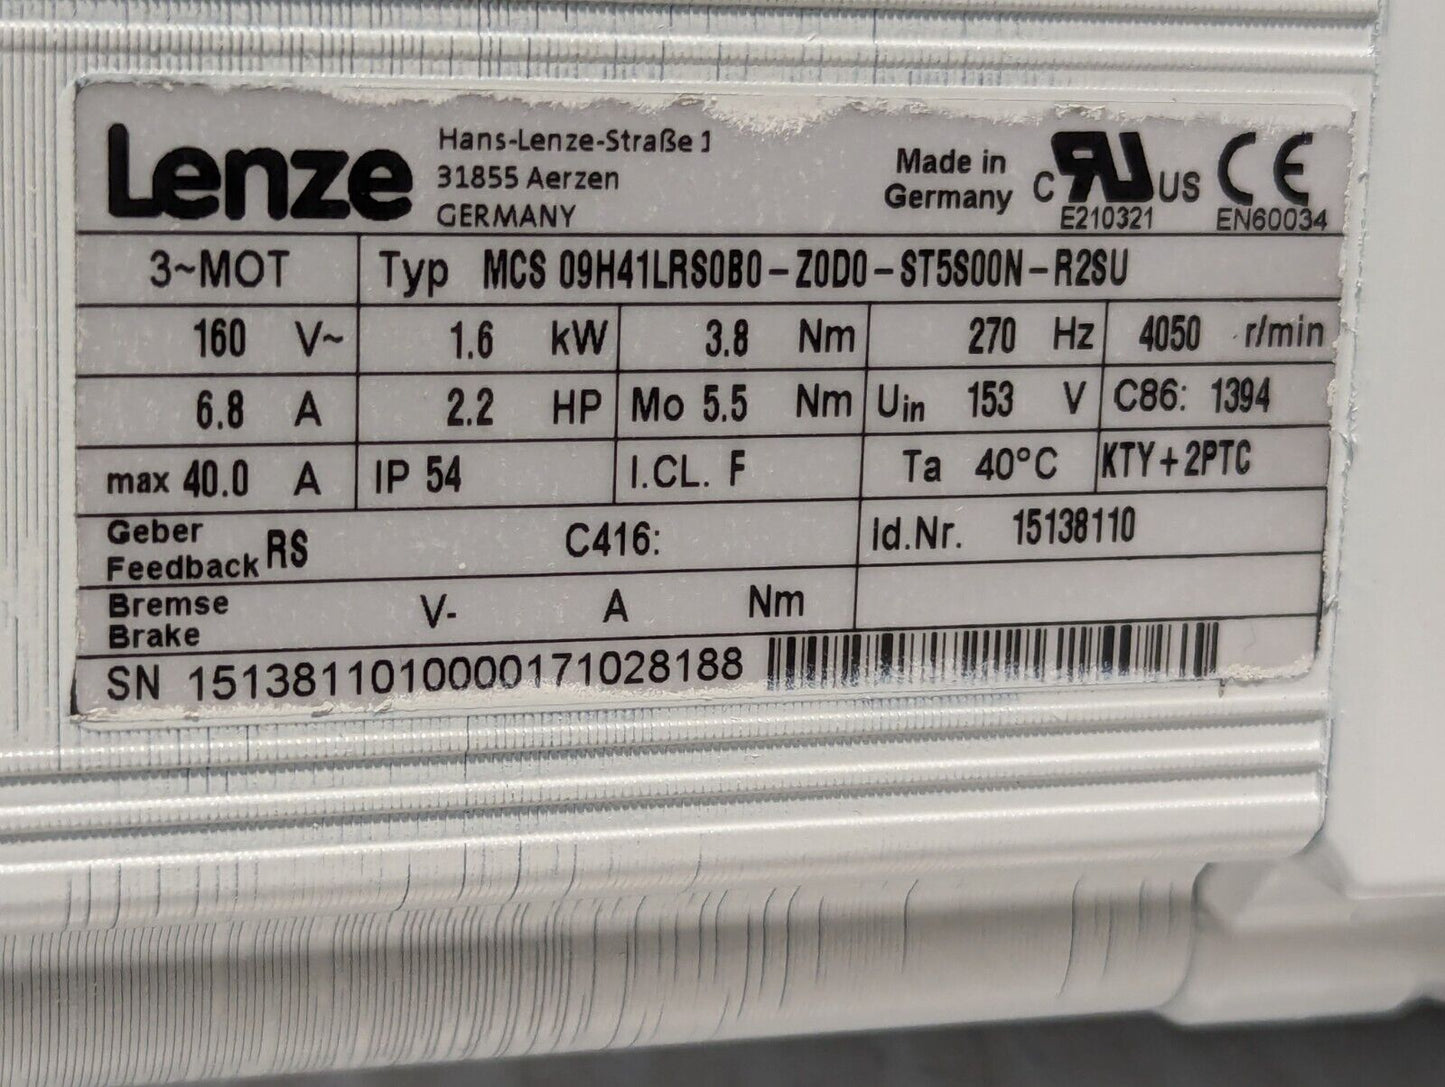 Lenze
Hans-Lenze-Straße 1
31855 Aerzen
GERMANY
Made in
Germany
C RU US
E210321
CE
EN60034
3~MOT Typ MCS 09H41LRS0B0-Z0D0-ST5S00N-R2SU
160 V~ 1.6 kW 3.8 Nm 270 Hz 4050 r/min
6.8 A 2.2 HP Mo 5.5 Nm Uin 153 V C86: 1394
max 40.0 A IP 54 I.CL. F Ta 40°C KTY+2PTC
Geber
Feedback RS C416: Id.Nr. 15138110
Bremse
Brake V- A Nm
SN 1513811010000171028188